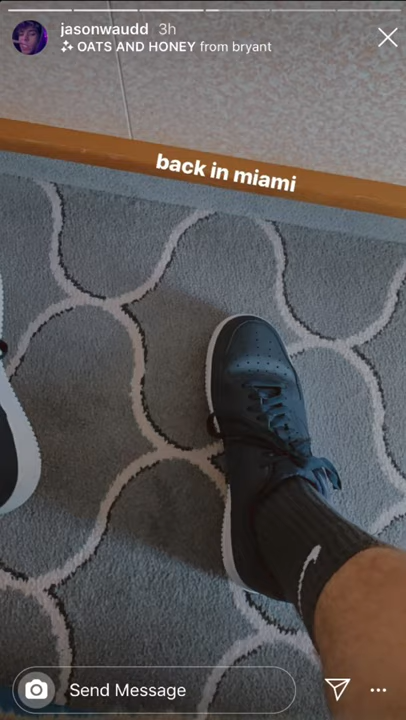 jasonwaudd 3h
OATS AND HONEY from bryant
back in miami
Send Message